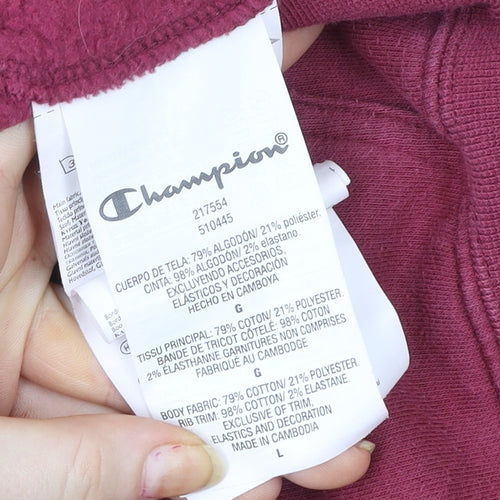 Champion®
217554
510445
CUERPO DE TELA: 79% ALGODÓN/ 21% poliéster.
CINTA: 98% ALGODÓN/ 2% elastano.
EXCLUYENDO ACCESORIOS,
ELÁSTICOS Y DECORACIÓN
HECHO EN CAMBOYA
G
TISSU PRINCIPAL: 79% COTON/ 21% POLYESTER
BANDE DE TRICOT CÔTELÉ: 98% COTON
2% ÉLASTHANNE GARNITURES NON COMPRISES
FABRIQUÉ AU CAMBODGE
G
BODY FABRIC: 79% COTTON/ 21% POLYESTER.
RIB TRIM: 98% COTTON/ 2% ELASTANE.
EXCLUSIVE OF TRIM,
ELASTICS AND DECORATION
MADE IN CAMBODIA
L
3
Main fabric